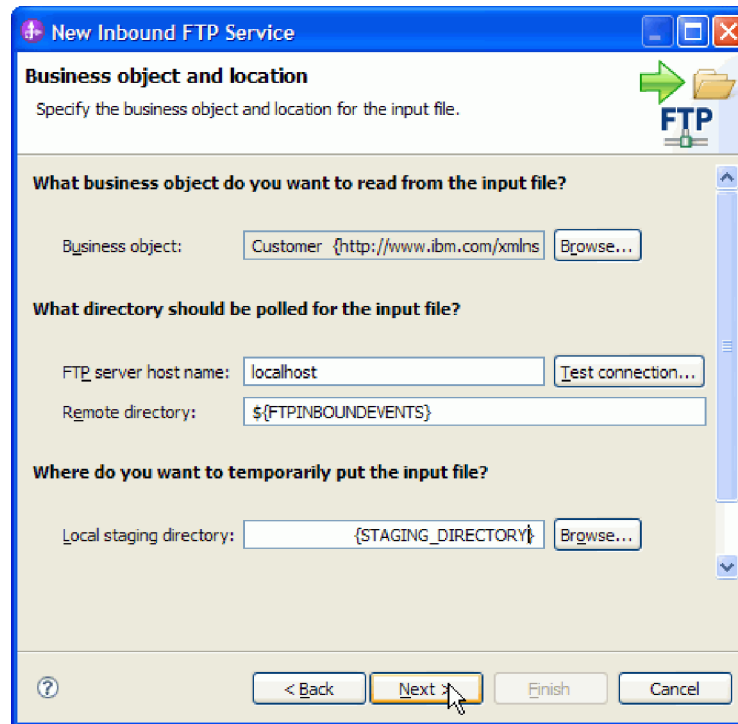 New Inbound FTP Service
Business object and location
Specify the business object and location for the input file.
FTP
What business object do you want to read from the input file?
Business object: Customer {http://www.ibm.com/xmlns Browse...
What directory should be polled for the input file?
FTP server host name: localhost Test connection...
Remote directory: ${FTPINBOUNDEVENTS}
Where do you want to temporarily put the input file?
Local staging directory: {STAGING_DIRECTORY} Browse...
? < Back Next > Finish Cancel